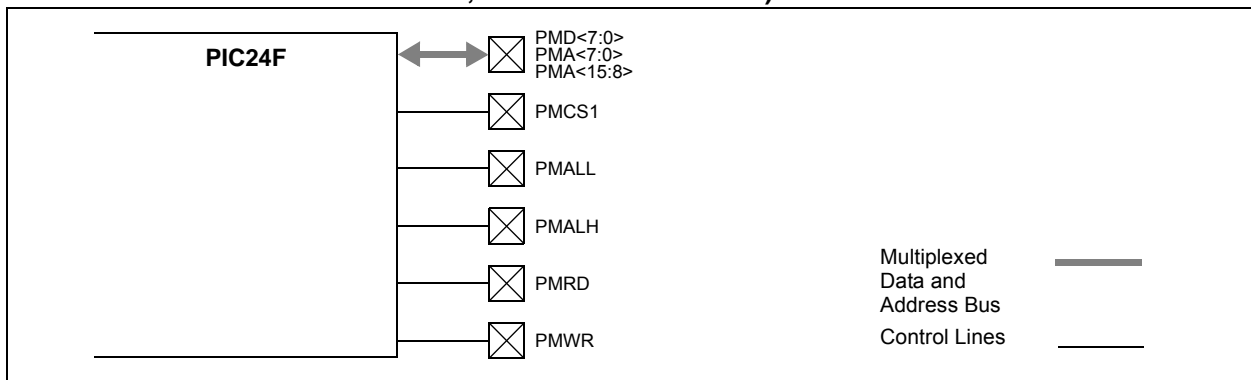 PIC24F
PMD<7:0>
PMA<7:0>
PMA<15:8>
PMCS1
PMALL
PMALH
PMRD
PMWR
Multiplexed
Data and
Address Bus
Control Lines